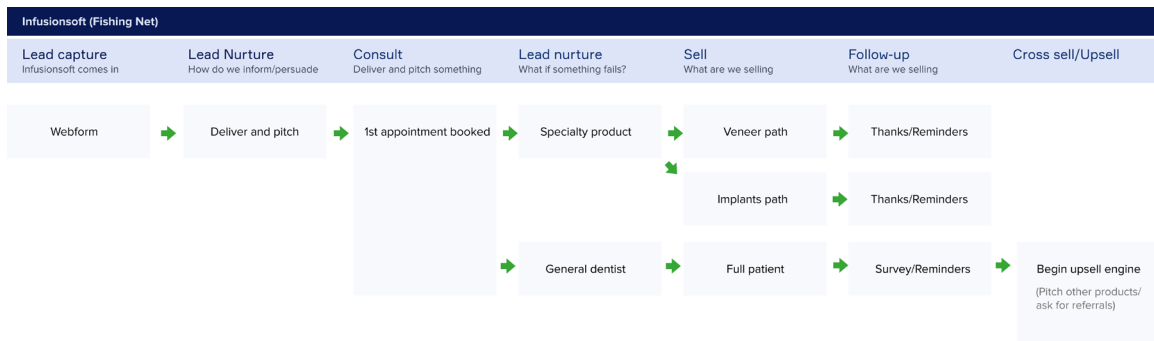 Infusionsoft (Fishing Net)
Lead capture
Infusionsoft comes in
Lead Nurture
How do we inform/persuade
Consult
Deliver and pitch something
Lead nurture
What if something fails?
Sell
What are we selling
Follow-up
What are we selling
Cross sell/Upsell
Webform
Deliver and pitch
1st appointment booked
Specialty product
Veneer path
Thanks/Reminders
Implants path
Thanks/Reminders
General dentist
Full patient
Survey/Reminders
Begin upsell engine
(Pitch other products/
ask for referrals)